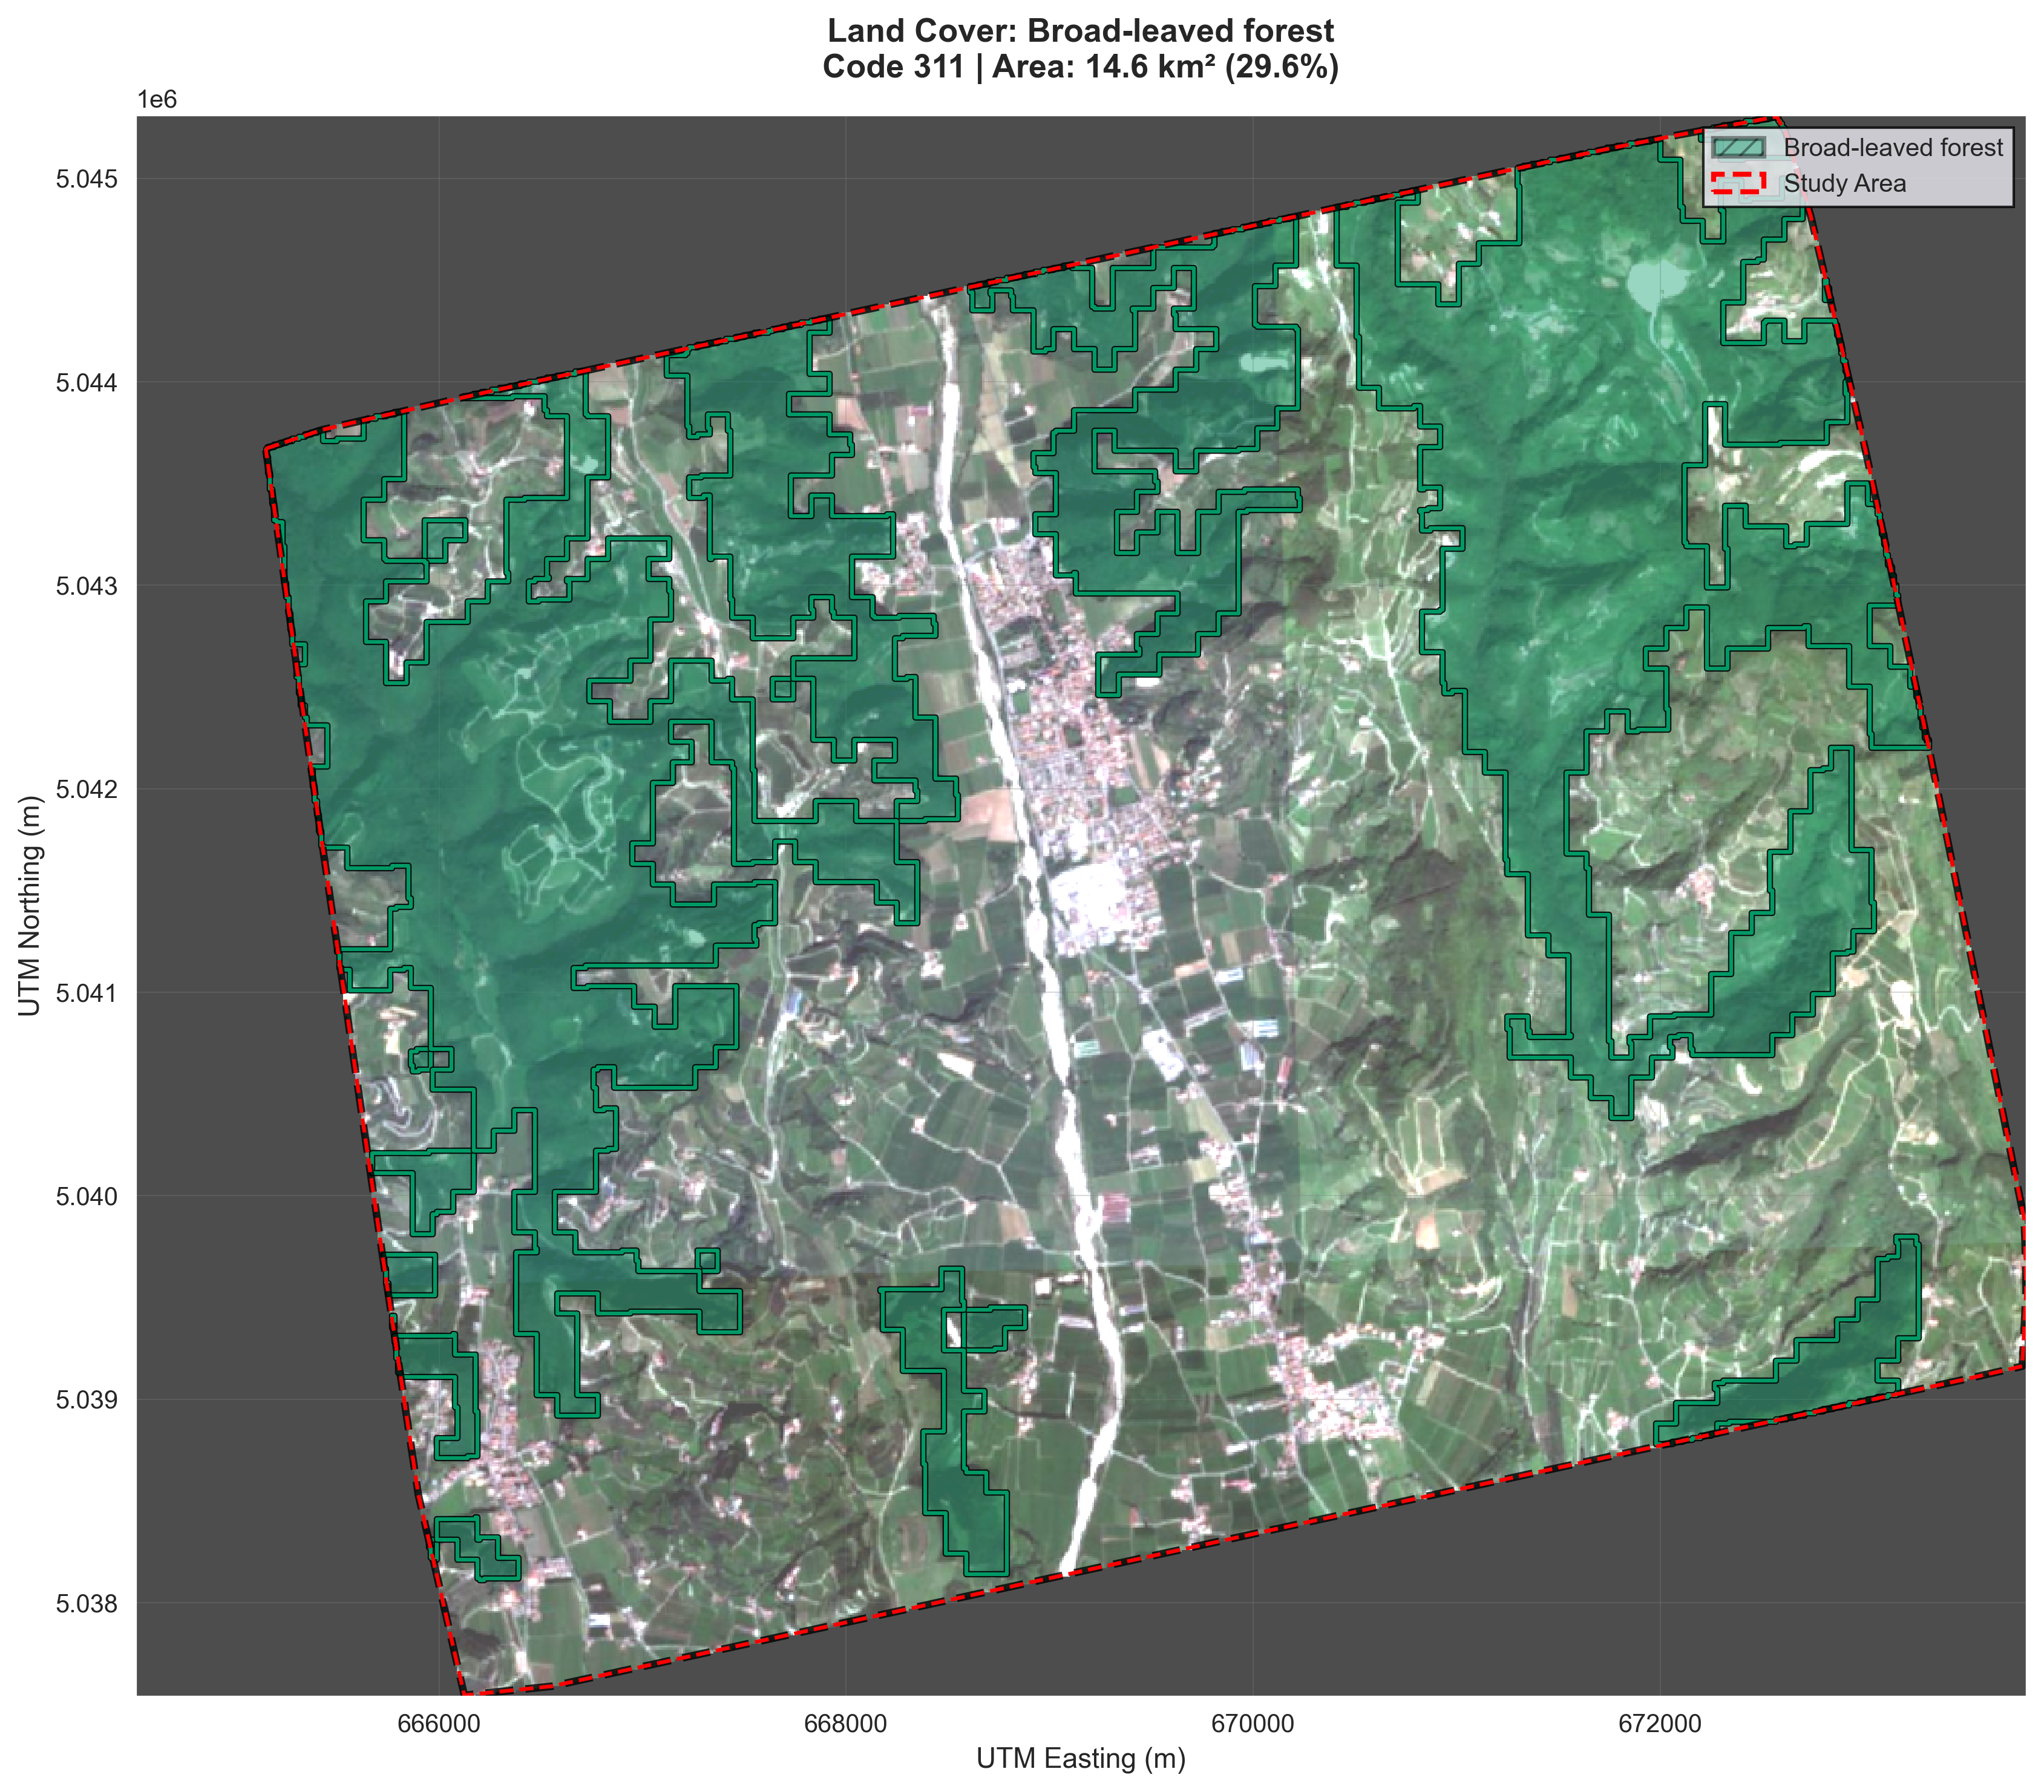 Land Cover: Broad-leaved forest
Code 311 | Area: 14.6 km² (29.6%)
1e6
Broad-leaved forest
Study Area
5.045
5.044
5.043
5.042
5.041
5.040
5.039
5.038
UTM Northing (m)
666000 668000 670000 672000
UTM Easting (m)